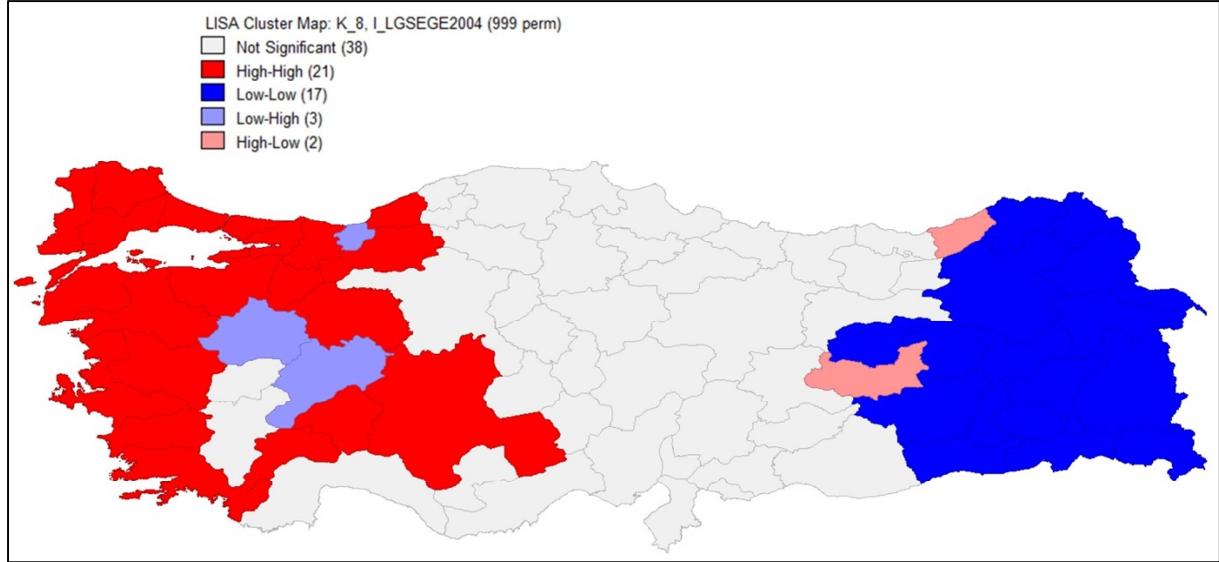 LISA Cluster Map: K_8, I_LGSEGE2004 (999 perm)
Not Significant (38)
High-High (21)
Low-Low (17)
Low-High (3)
High-Low (2)